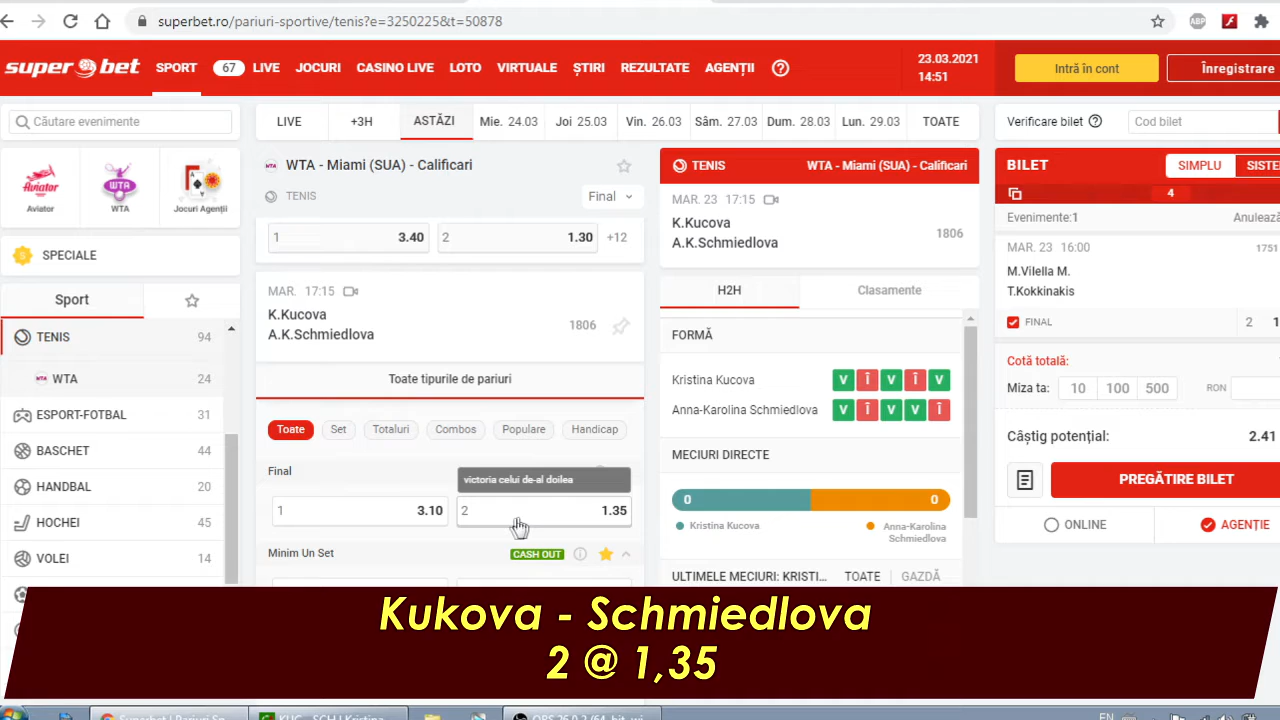 superbet.ro/pariuri-sportive/tenis?e=3250225&t=50878
ABP
superbet
SPORT
67
LIVE
JOCURI
CASINO LIVE
LOTO
VIRTUALE
ȘTIRI
REZULTATE
AGENȚII
?
23.03.2021
14:51
Intră în cont
Înregistrare
Căutare evenimente
LIVE
+3H
ASTĂZI
Mie. 24.03
Joi 25.03
Vin. 26.03
Sâm. 27.03
Dum. 28.03
Lun. 29.03
TOATE
Verificare bilet
Cod bilet
Aviator
Aviator
WTA
WTA
Jocuri Agenții
SPECIALE
Sport
TENIS 94
WTA 24
ESPORT-FOTBAL 31
BASCHET 44
HANDBAL 20
HOCHEI 45
VOLEI 14
WTA - Miami (SUA) - Calificari
TENIS
Final
1 3.40 2 1.30 +12
MAR. 17:15
K.Kucova
A.K.Schmiedlova
1806
Toate tipurile de pariuri
Toate
Set
Totaluri
Combos
Populare
Handicap
Final
victoria celui de-al doilea
1 3.10 2 1.35
Minim Un Set
CASH OUT
TENIS
WTA - Miami (SUA) - Calificari
MAR. 23 17:15
K.Kucova
A.K.Schmiedlova
1806
H2H
Clasamente
FORMĂ
Kristina Kucova V Î V Î V
Anna-Karolina Schmiedlova V Î V V Î
MECIURI DIRECTE
0 0
Kristina Kucova
Anna-Karolina
Schmiedlova
ULTIMELE MECIURI: KRISTI...
TOATE
GAZDĂ
BILET
SIMPLU
SISTE
4
Evenimente:1
Anulează
MAR. 23 16:00
1751
M.Vilella M.
T.Kokkinakis
FINAL 2 1
Cotă totală:
Miza ta: 10 100 500 RON
Câștig potențial: 2.41
PREGĂTIRE BILET
ONLINE
AGENȚIE
Kukova - Schmiedlova
2 @ 1,35
EN